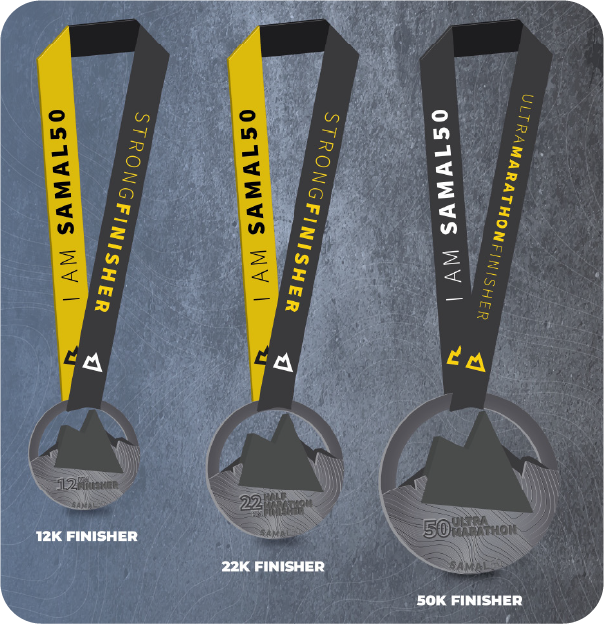 I AM SAMAL50
STRONGFINISHER
12K
FINISHER
SAMAL
12K FINISHER
I AM SAMAL50
STRONGFINISHER
22 HALF
MARATHON
FINISHER
SAMAL
22K FINISHER
I AM SAMAL50
ULTRAMARATHONFINISHER
50 ULTRA
MARATHON
SAMAL
50K FINISHER